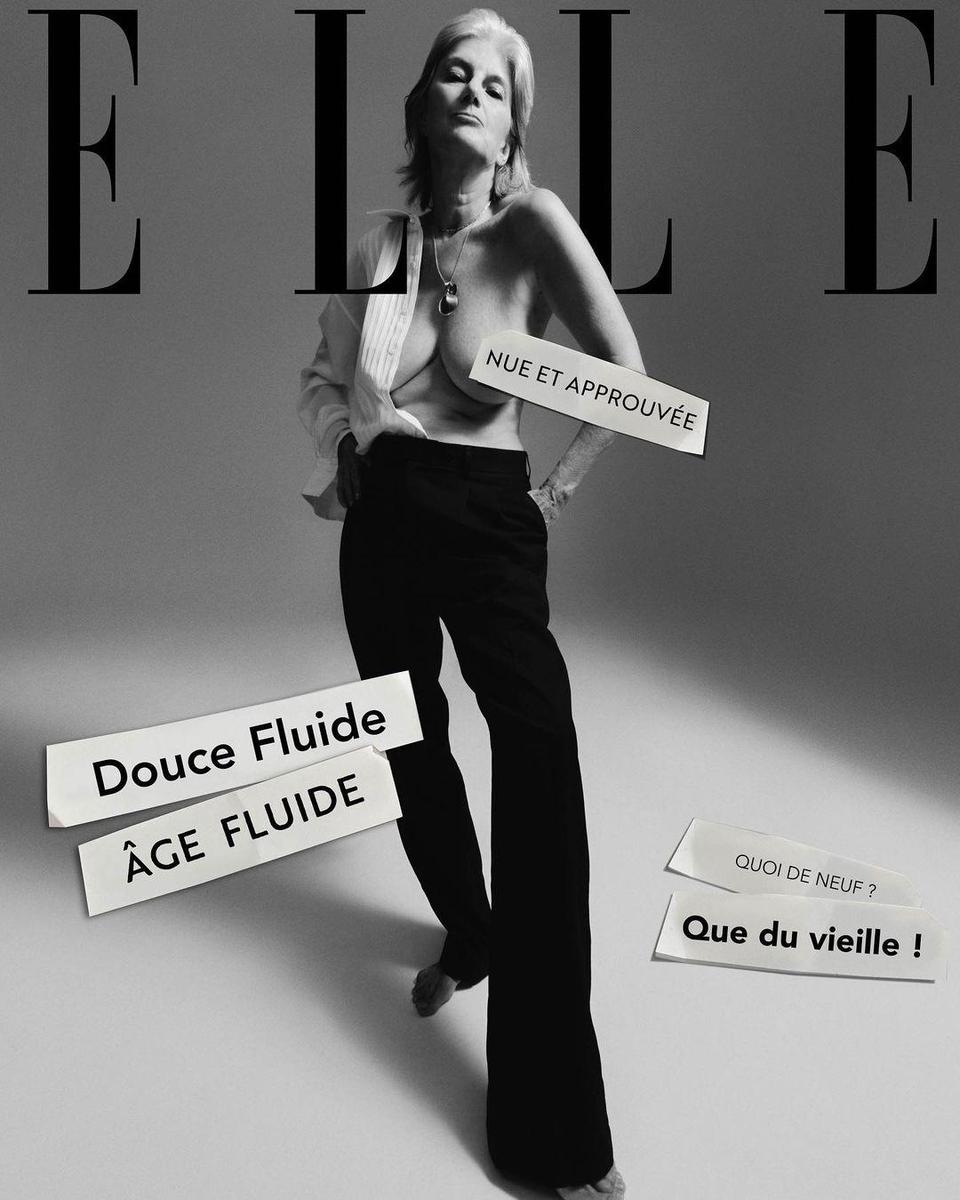 ELLE
NUE ET APPROUVÉE
Douce Fluide
ÂGE FLUIDE
QUOI DE NEUF ?
Que du vieille !